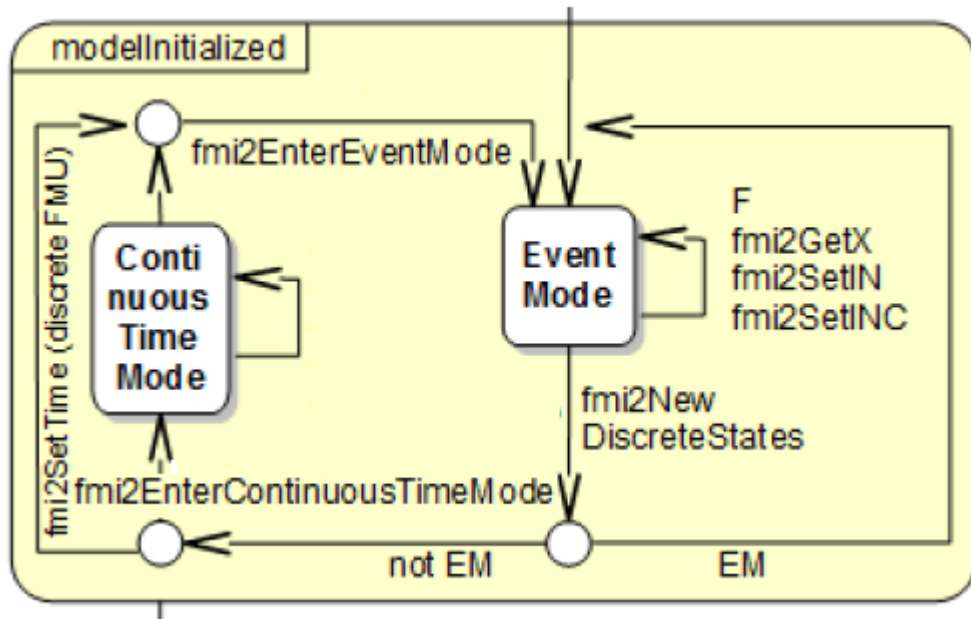 modelInitialized
fmi2EnterEventMode
fmi2SetTime (discrete FMU)
Conti
nuous
Time
Mode
Event
Mode
F
fmi2GetX
fmi2SetIN
fmi2SetINC
fmi2New
DiscreteStates
fmi2EnterContinuousTimeMode
not EM
EM